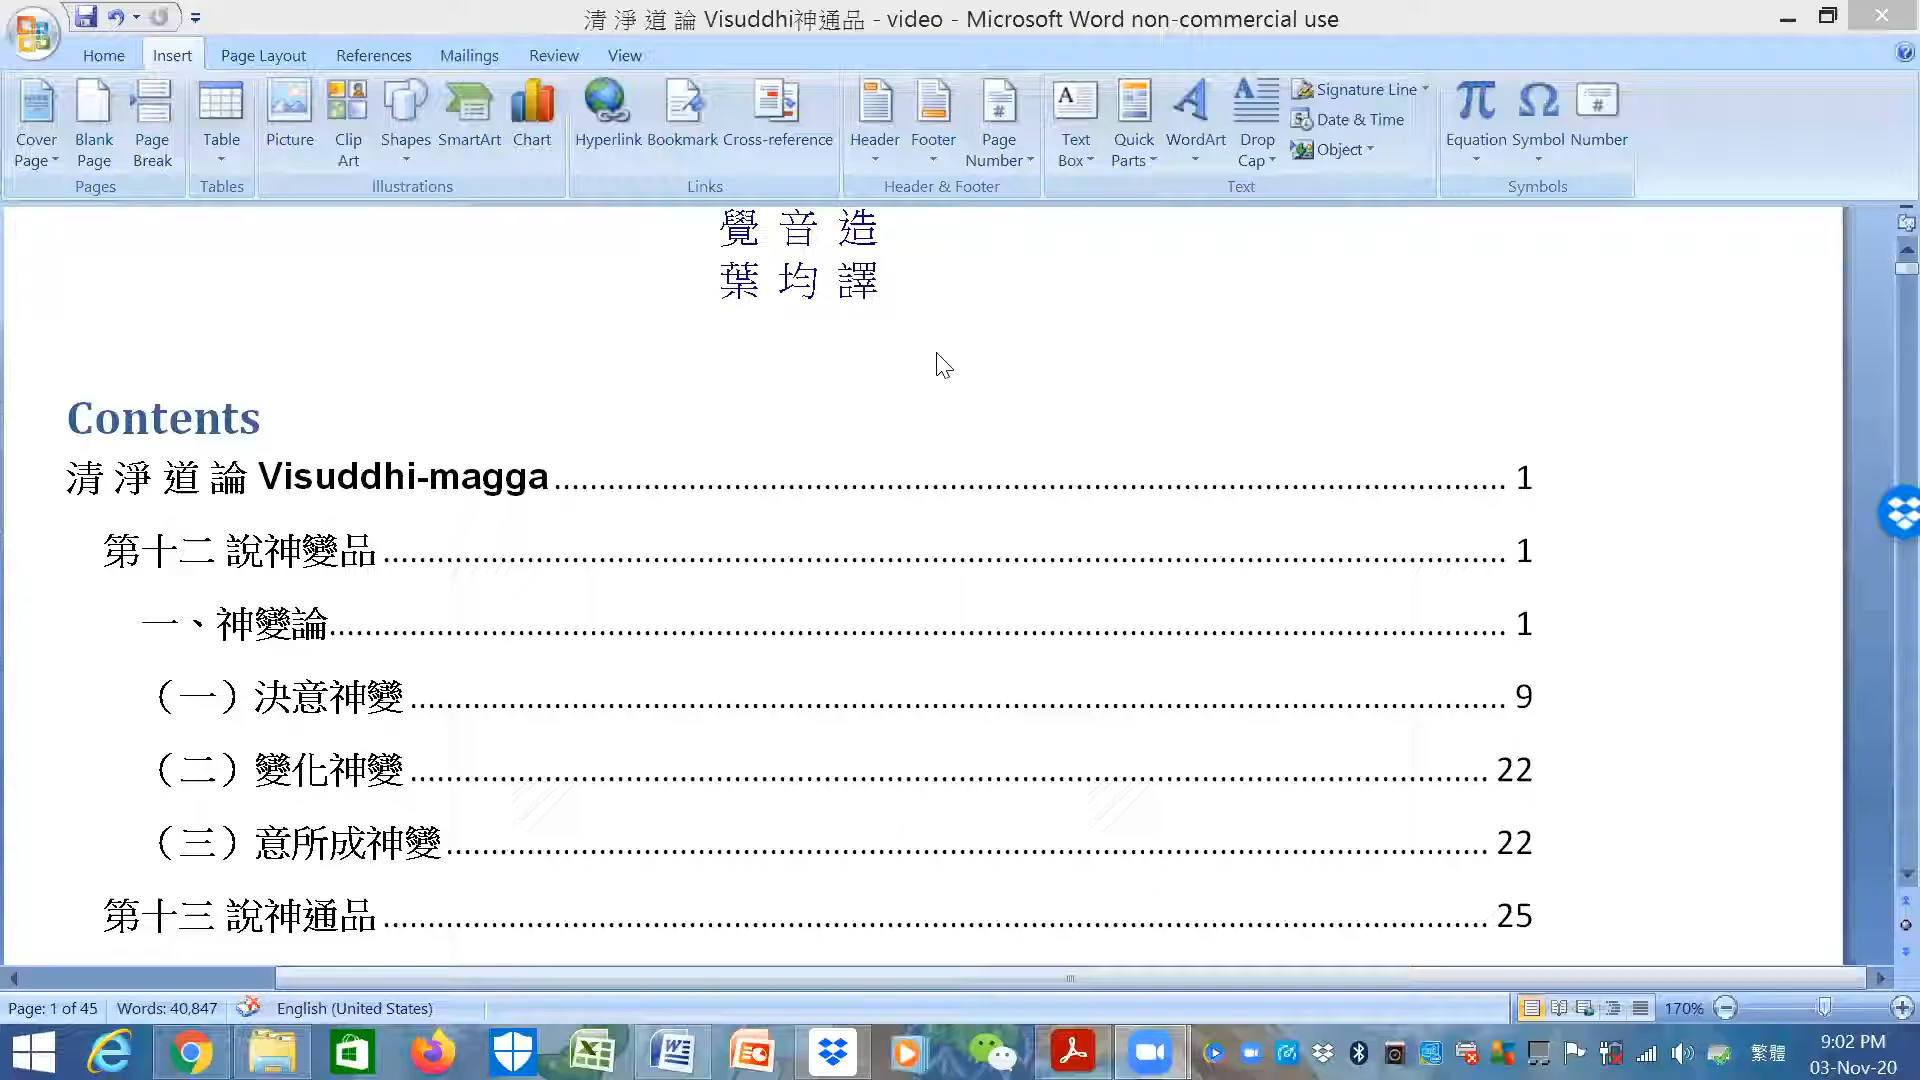 清 淨 道 論 Visuddhi神通品 - video - Microsoft Word non-commercial use
Home Insert Page Layout References Mailings Review View
Cover Page Blank Page Page Break Table Picture Clip Art Shapes SmartArt Chart Hyperlink Bookmark Cross-reference Header Footer Page Number Text Box Quick Parts WordArt Drop Cap Signature Line Date & Time Object Equation Symbol Number
Pages Tables Illustrations Links Header & Footer Text Symbols
覺 音 造
葉 均 譯
Contents
清 淨 道 論 Visuddhi-magga 1
第十二 說神變品 1
一、神變論 1
（一）決意神變 9
（二）變化神變 22
（三）意所成神變 22
第十三 說神通品 25
Page: 1 of 45 Words: 40,847 English (United States) 170%
繁體 9:02 PM
03-Nov-20